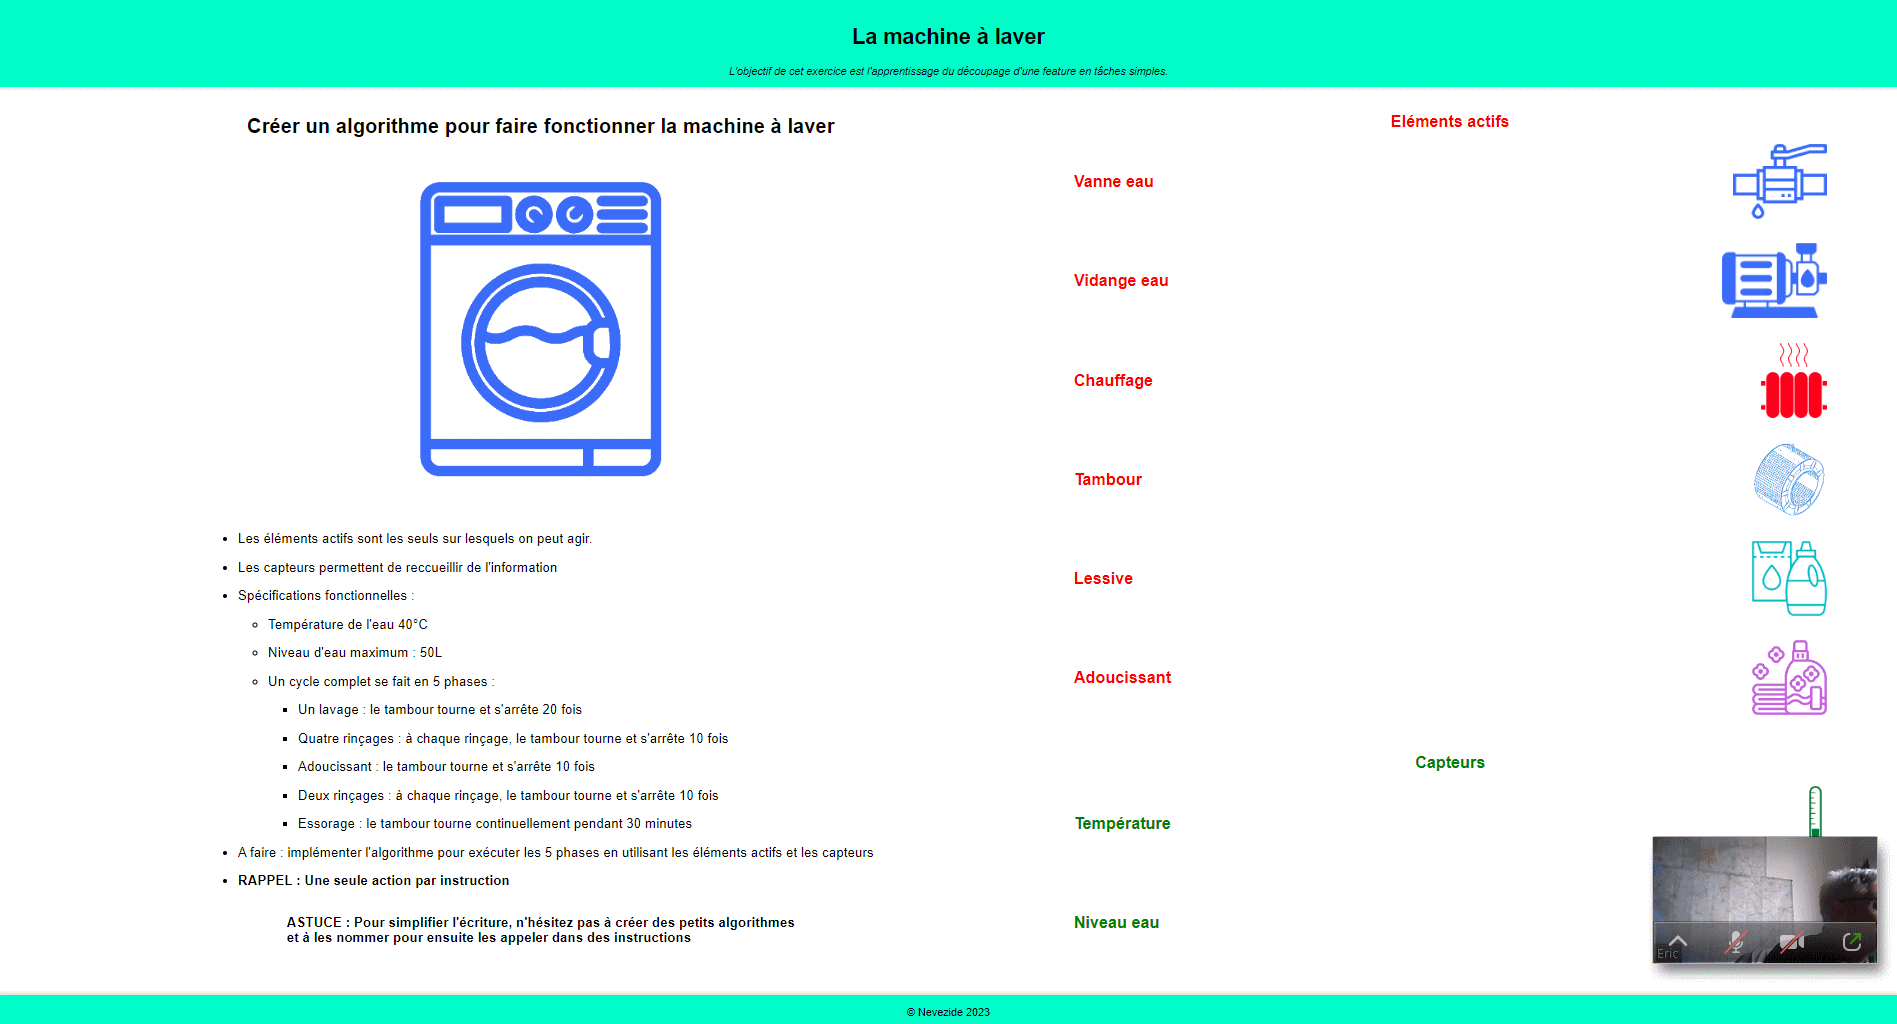 La machine à laver
L'objectif de cet exercice est l'apprentissage du découpage d'une feature en tâches simples.
Créer un algorithme pour faire fonctionner la machine à laver
Les éléments actifs sont les seuls sur lesquels on peut agir.
Les capteurs permettent de reccueillir de l'information
Spécifications fonctionnelles :
Température de l'eau 40°C
Niveau d'eau maximum : 50L
Un cycle complet se fait en 5 phases :
Un lavage : le tambour tourne et s'arrête 20 fois
Quatre rinçages : à chaque rinçage, le tambour tourne et s'arrête 10 fois
Adoucissant : le tambour tourne et s'arrête 10 fois
Deux rinçages : à chaque rinçage, le tambour tourne et s'arrête 10 fois
Essorage : le tambour tourne continuellement pendant 30 minutes
A faire : implémenter l'algorithme pour exécuter les 5 phases en utilisant les éléments actifs et les capteurs
RAPPEL : Une seule action par instruction
ASTUCE : Pour simplifier l'écriture, n'hésitez pas à créer des petits algorithmes
et à les nommer pour ensuite les appeler dans des instructions
Eléments actifs
Vanne eau
Vidange eau
Chauffage
Tambour
Lessive
Adoucissant
Capteurs
Température
Niveau eau
Eric
© Nevezide 2023